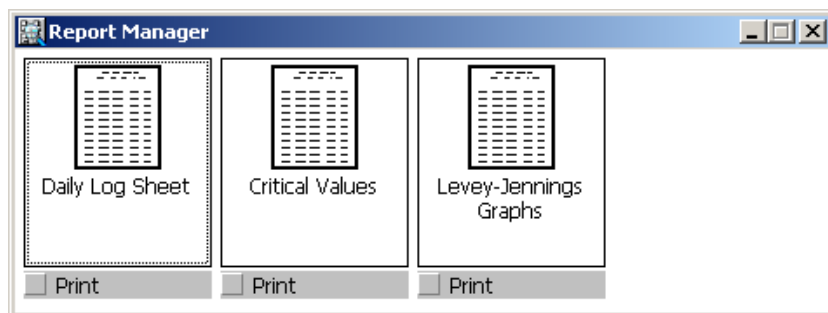 Report Manager
Daily Log Sheet
Critical Values
Levey-Jennings
Graphs
Print
Print
Print